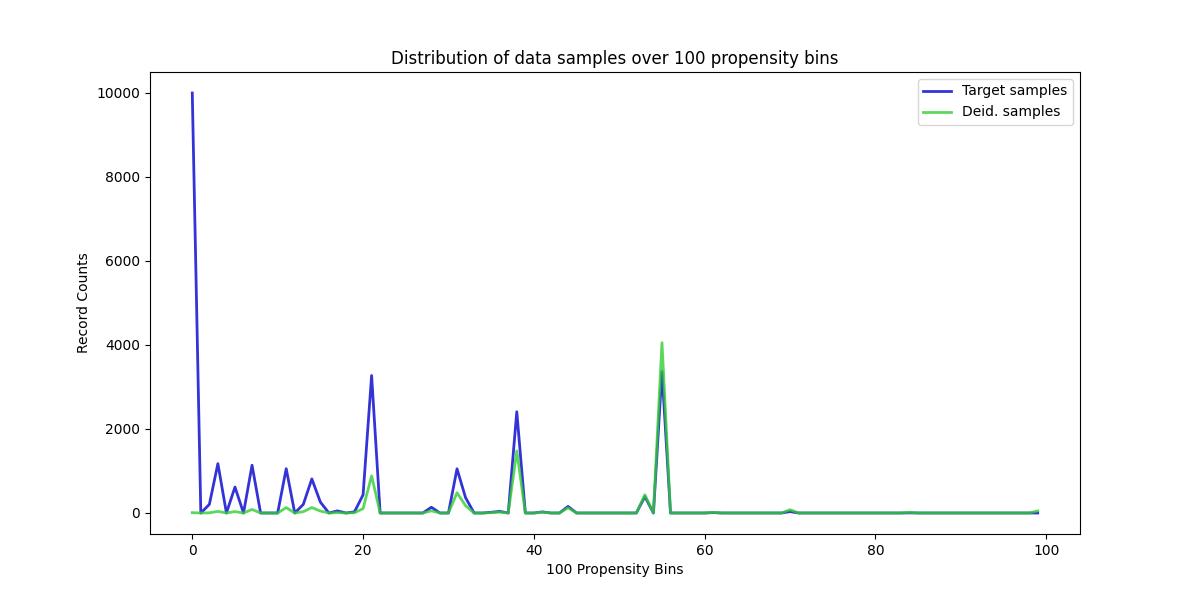 Distribution of data samples over 100 propensity bins
Target samples
Deid. samples
Record Counts
10000
8000
6000
4000
2000
0
0 20 40 60 80 100
100 Propensity Bins